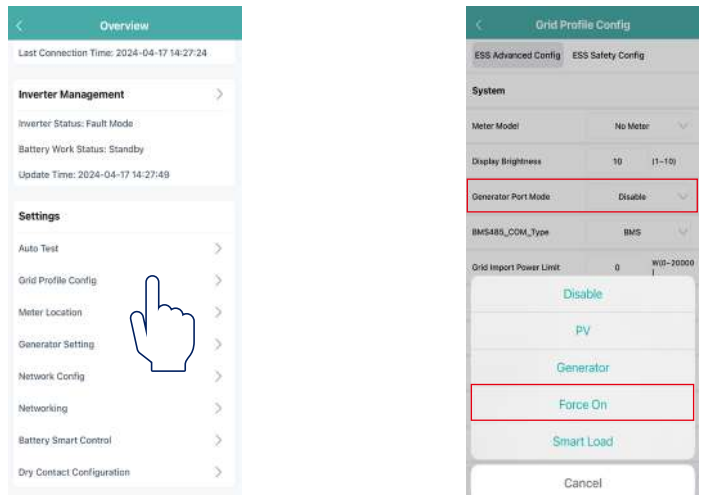 Overview
Last Connection Time: 2024-04-17 14:27:24
Inverter Management
Inverter Status: Fault Mode
Battery Work Status: Standby
Update Time: 2024-04-17 14:27:49
Settings
Auto Test
Grid Profile Config
Meter Location
Generator Setting
Network Config
Networking
Battery Smart Control
Dry Contact Configuration
Grid Profile Config
ESS Advanced Config ESS Safety Config
System
Meter Model No Meter
Display Brightness 10 (1~10)
Generator Port Mode Disable
BMS485_COM_Type BMS
Grid Import Power Limit 0 W(0~20000
)
Disable
PV
Generator
Force On
Smart Load
Cancel